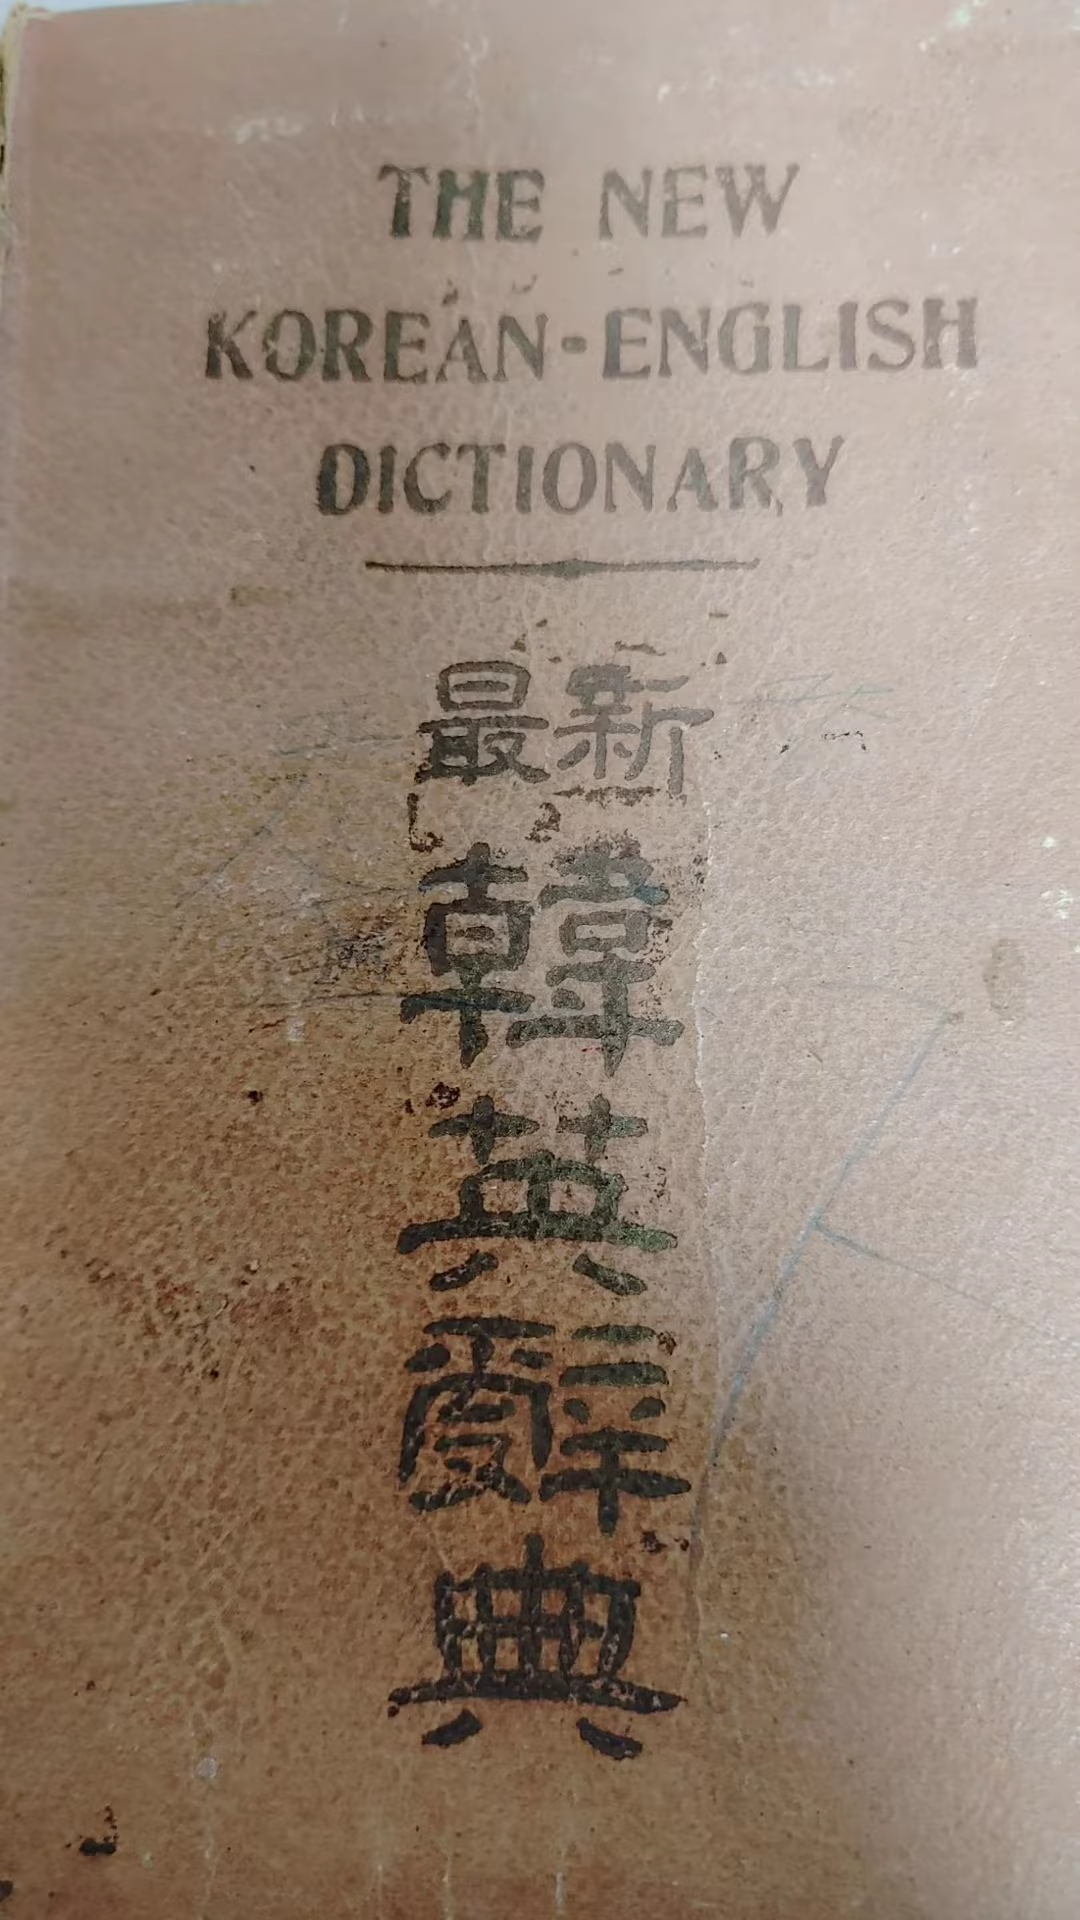 THE NEW
KOREAN-ENGLISH
DICTIONARY
最新
韓
英
辭
典